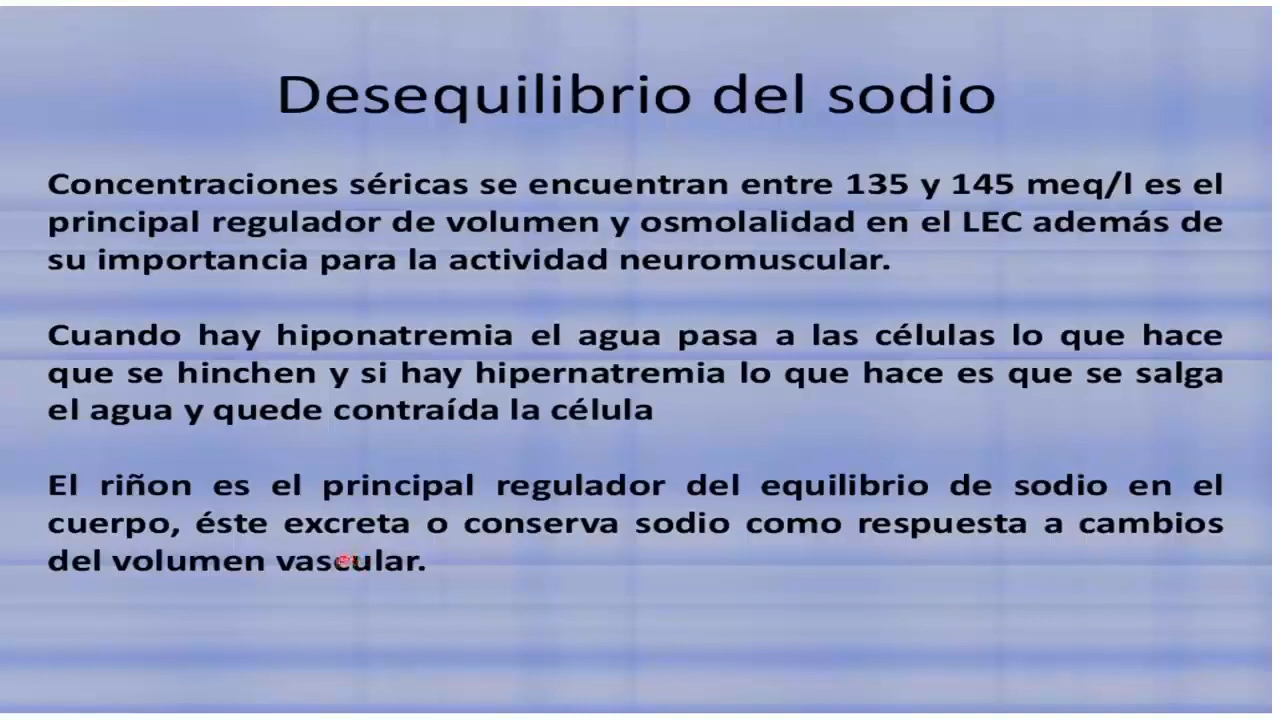 Desequilibrio del sodio
Concentraciones séricas se encuentran entre 135 y 145 meq/l es el
principal regulador de volumen y osmolalidad en el LEC además de
su importancia para la actividad neuromuscular.
Cuando hay hiponatremia el agua pasa a las células lo que hace
que se hinchen y si hay hipernatremia lo que hace es que se salga
el agua y quede contraída la célula
El riñon es el principal regulador del equilibrio de sodio en el
cuerpo, éste excreta o conserva sodio como respuesta a cambios
del volumen vascular.